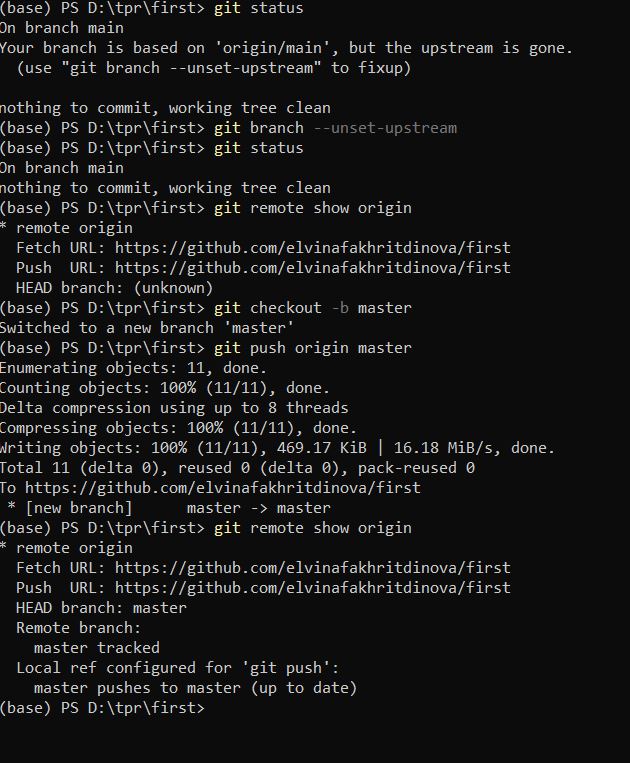 (base) PS D:\tpr\first> git status
On branch main
Your branch is based on 'origin/main', but the upstream is gone.
  (use "git branch --unset-upstream" to fixup)

nothing to commit, working tree clean
(base) PS D:\tpr\first> git branch --unset-upstream
(base) PS D:\tpr\first> git status
On branch main
nothing to commit, working tree clean
(base) PS D:\tpr\first> git remote show origin
* remote origin
  Fetch URL: https://github.com/elvinafakhritdinova/first
  Push  URL: https://github.com/elvinafakhritdinova/first
  HEAD branch: (unknown)
(base) PS D:\tpr\first> git checkout -b master
Switched to a new branch 'master'
(base) PS D:\tpr\first> git push origin master
Enumerating objects: 11, done.
Counting objects: 100% (11/11), done.
Delta compression using up to 8 threads
Compressing objects: 100% (11/11), done.
Writing objects: 100% (11/11), 469.17 KiB | 16.18 MiB/s, done.
Total 11 (delta 0), reused 0 (delta 0), pack-reused 0
To https://github.com/elvinafakhritdinova/first
 * [new branch]      master -> master
(base) PS D:\tpr\first> git remote show origin
* remote origin
  Fetch URL: https://github.com/elvinafakhritdinova/first
  Push  URL: https://github.com/elvinafakhritdinova/first
  HEAD branch: master
  Remote branch:
    master tracked
  Local ref configured for 'git push':
    master pushes to master (up to date)
(base) PS D:\tpr\first>